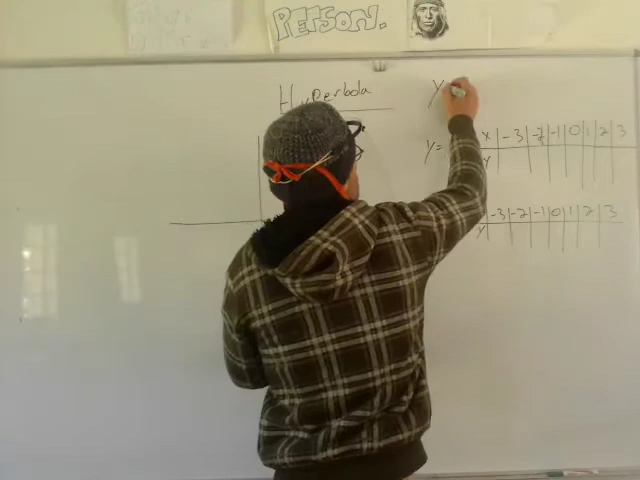 PERSON.
Hyperbola
y
y= x -3 -2 -1 0 1 2 3
y
-3 -2 -1 0 1 2 3
y